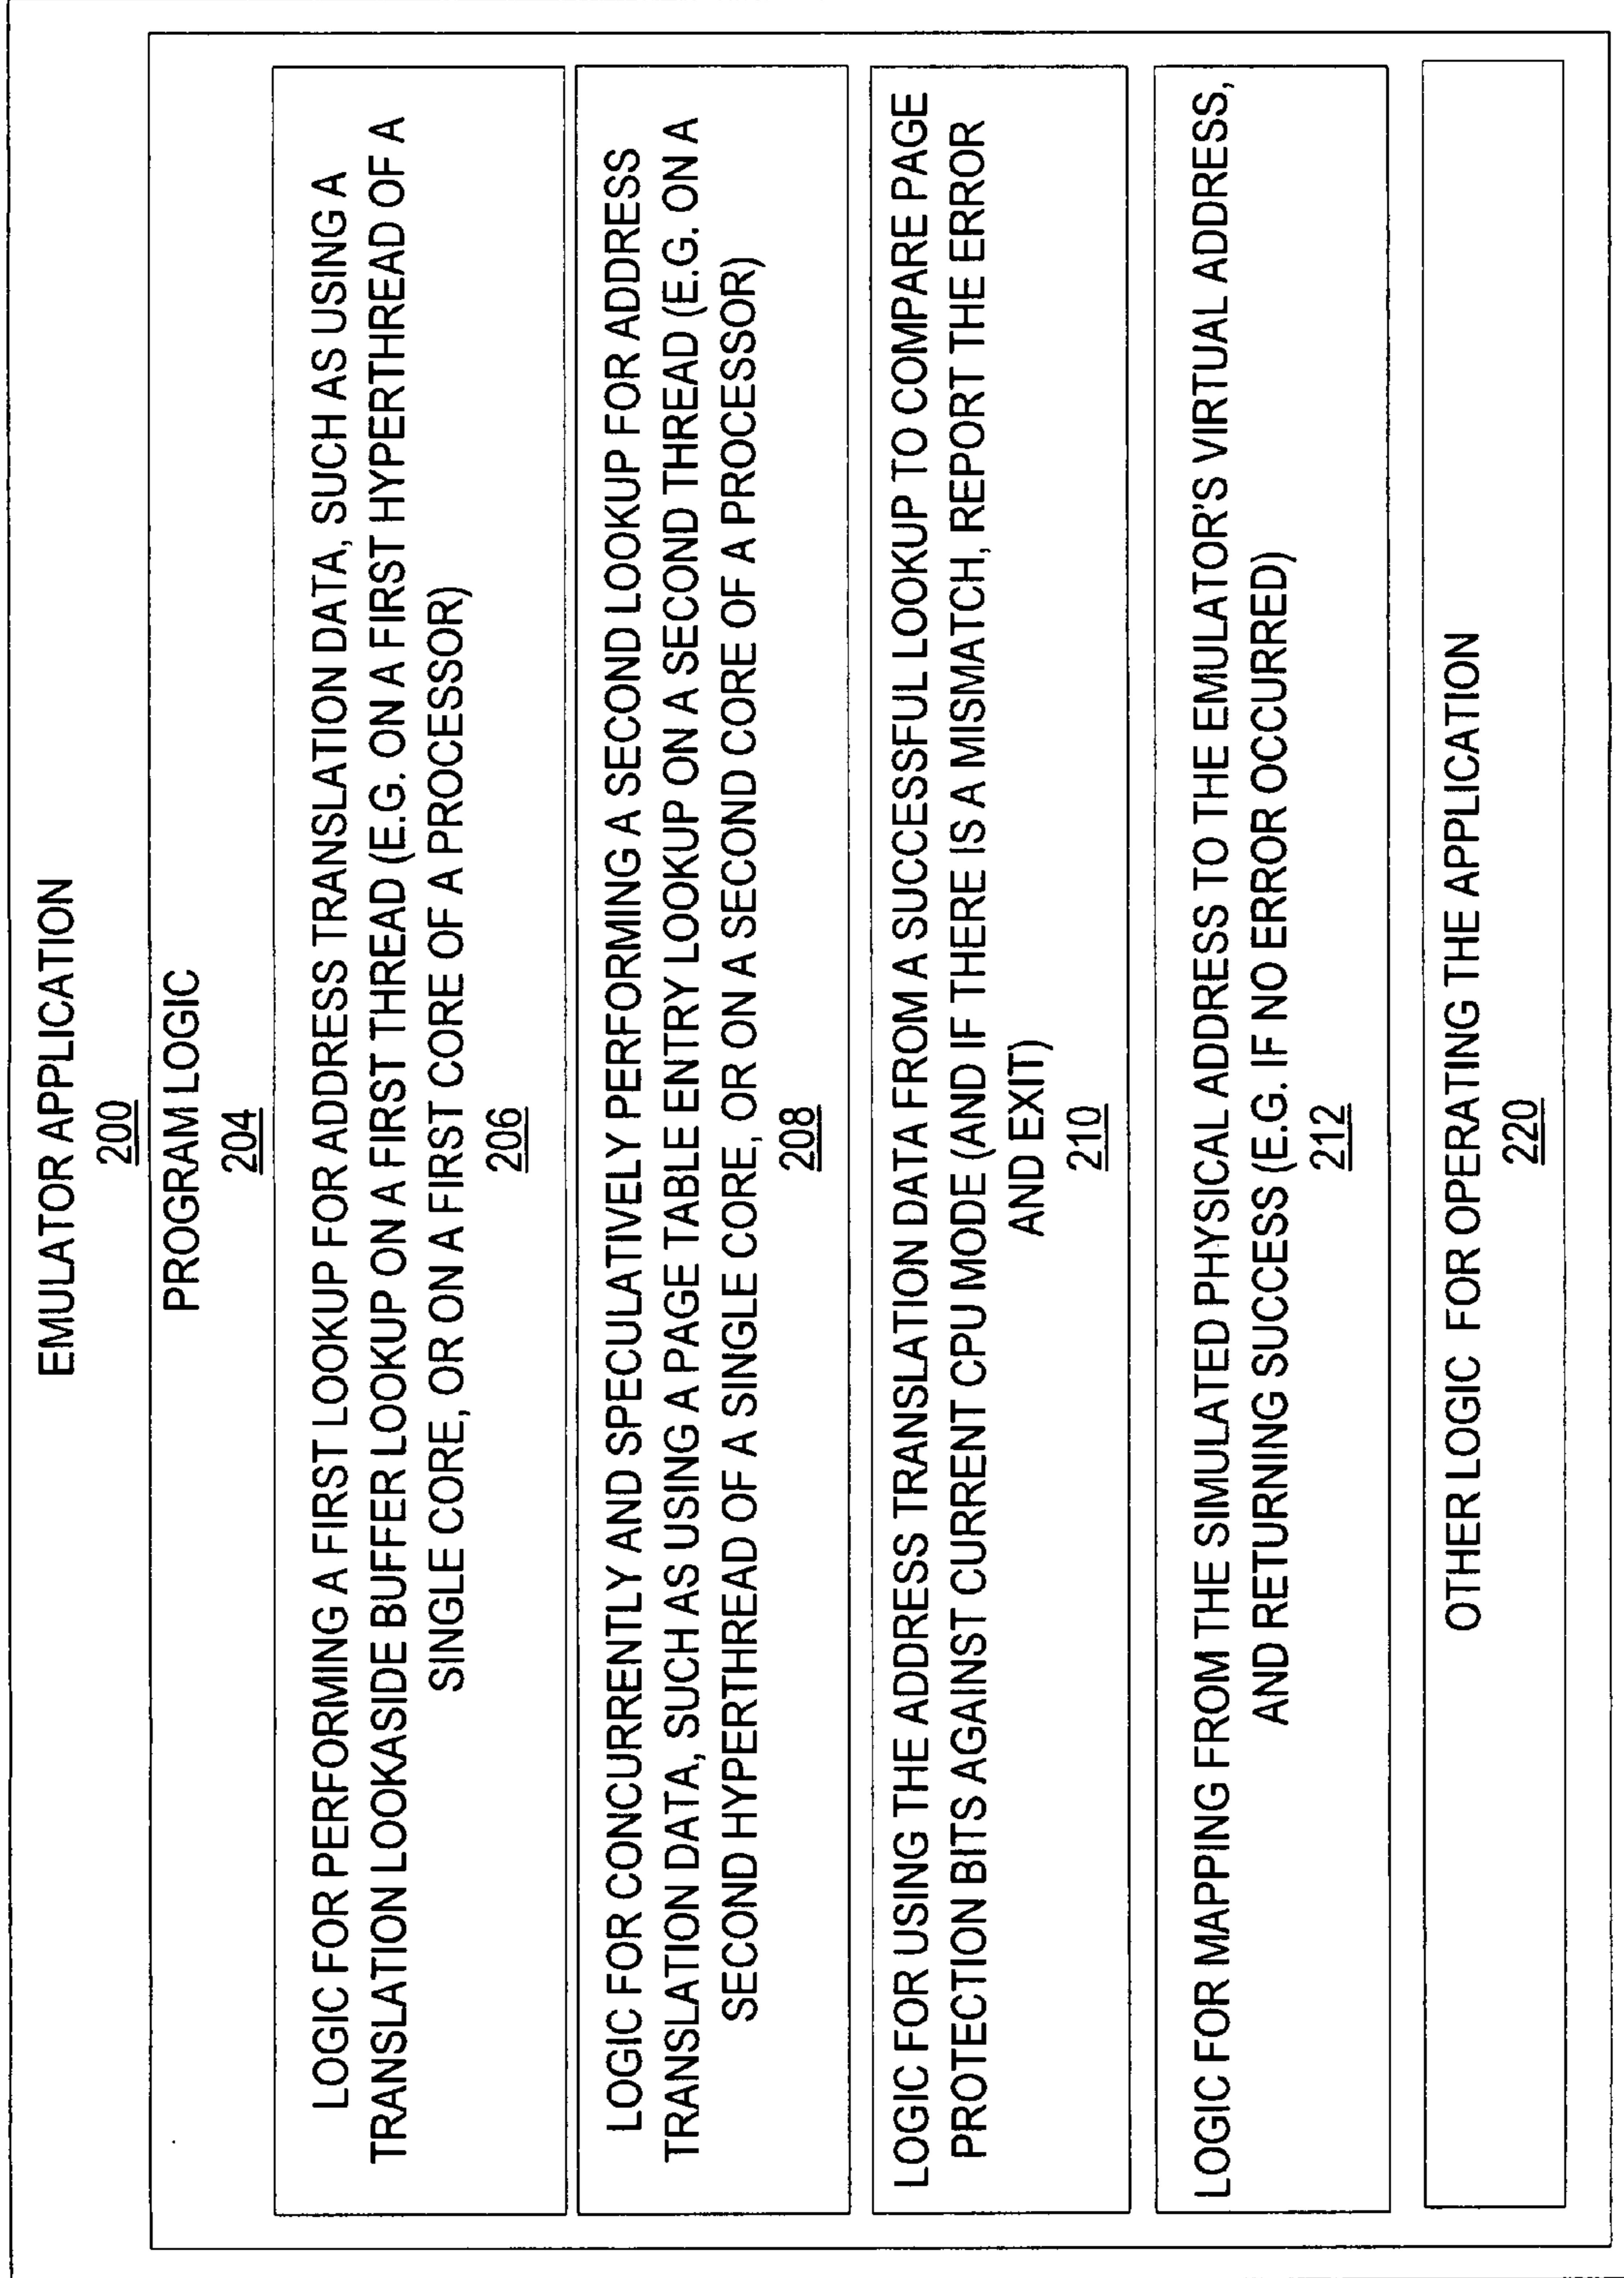 EMULATOR APPLICATION
200
PROGRAM LOGIC
204
LOGIC FOR PERFORMING A FIRST LOOKUP FOR ADDRESS TRANSLATION DATA, SUCH AS USING A
TRANSLATION LOOKASIDE BUFFER LOOKUP ON A FIRST THREAD (E.G. ON A FIRST HYPERTHREAD OF A
SINGLE CORE, OR ON A FIRST CORE OF A PROCESSOR)
206
LOGIC FOR CONCURRENTLY AND SPECULATIVELY PERFORMING A SECOND LOOKUP FOR ADDRESS
TRANSLATION DATA, SUCH AS USING A PAGE TABLE ENTRY LOOKUP ON A SECOND THREAD (E.G. ON A
SECOND HYPERTHREAD OF A SINGLE CORE, OR ON A SECOND CORE OF A PROCESSOR)
208
LOGIC FOR USING THE ADDRESS TRANSLATION DATA FROM A SUCCESSFUL LOOKUP TO COMPARE PAGE
PROTECTION BITS AGAINST CURRENT CPU MODE (AND IF THERE IS A MISMATCH, REPORT THE ERROR
AND EXIT)
210
LOGIC FOR MAPPING FROM THE SIMULATED PHYSICAL ADDRESS TO THE EMULATOR'S VIRTUAL ADDRESS,
AND RETURNING SUCCESS (E.G. IF NO ERROR OCCURRED)
212
OTHER LOGIC FOR OPERATING THE APPLICATION
220